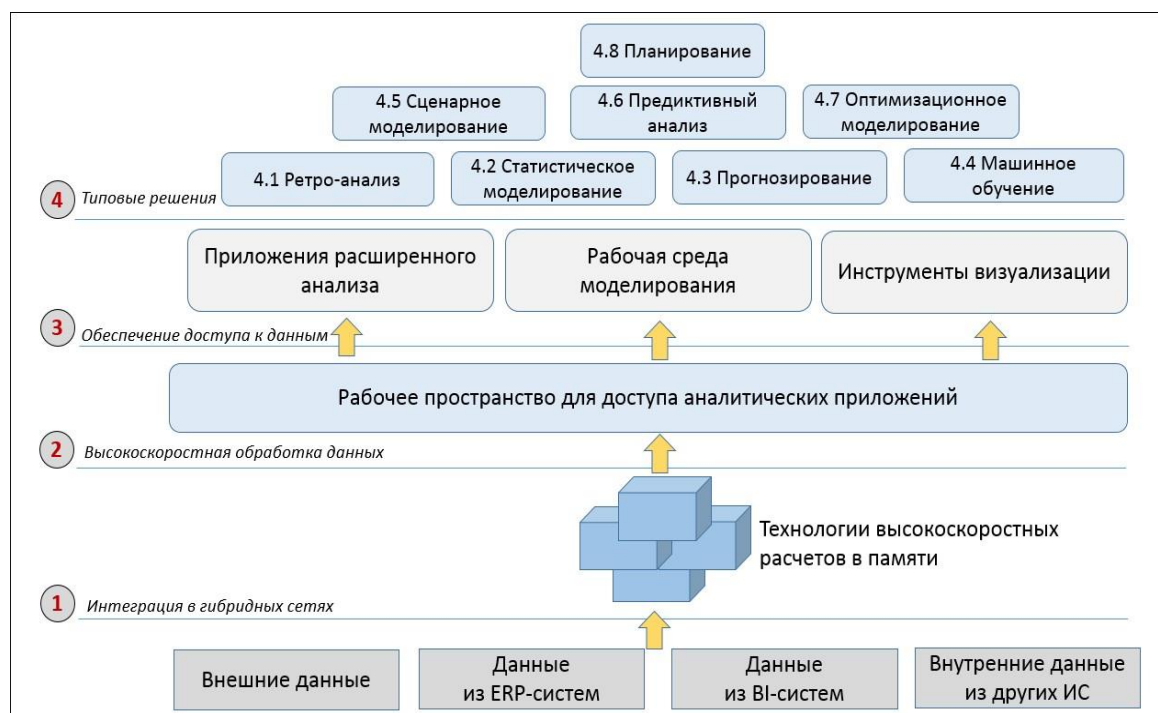 4.8 Планирование
4.5 Сценарное
моделирование
4.6 Предиктивный
анализ
4.7 Оптимизационное
моделирование
4.1 Ретро-анализ
4.2 Статистическое
моделирование
4.3 Прогнозирование
4.4 Машинное
обучение
4 Типовые решения
Приложения расширенного
анализа
Рабочая среда
моделирования
Инструменты визуализации
3 Обеспечение доступа к данным
Рабочее пространство для доступа аналитических приложений
2 Высокоскоростная обработка данных
Технологии высокоскоростных
расчетов в памяти
1 Интеграция в гибридных сетях
Внешние данные
Данные
из ERP-систем
Данные
из BI-систем
Внутренние данные
из других ИС